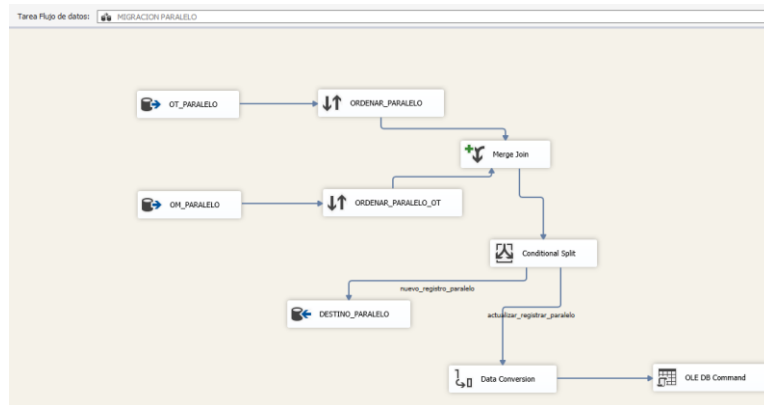 Tarea Flujo de datos: MIGRACION PARALELO
OT_PARALELO
ORDENAR_PARALELO
Merge Join
OM_PARALELO
ORDENAR_PARALELO_OT
Conditional Split
nuevo_registro_paralelo
DESTINO_PARALELO
actualizar_registrar_paralelo
Data Conversion
OLE DB Command